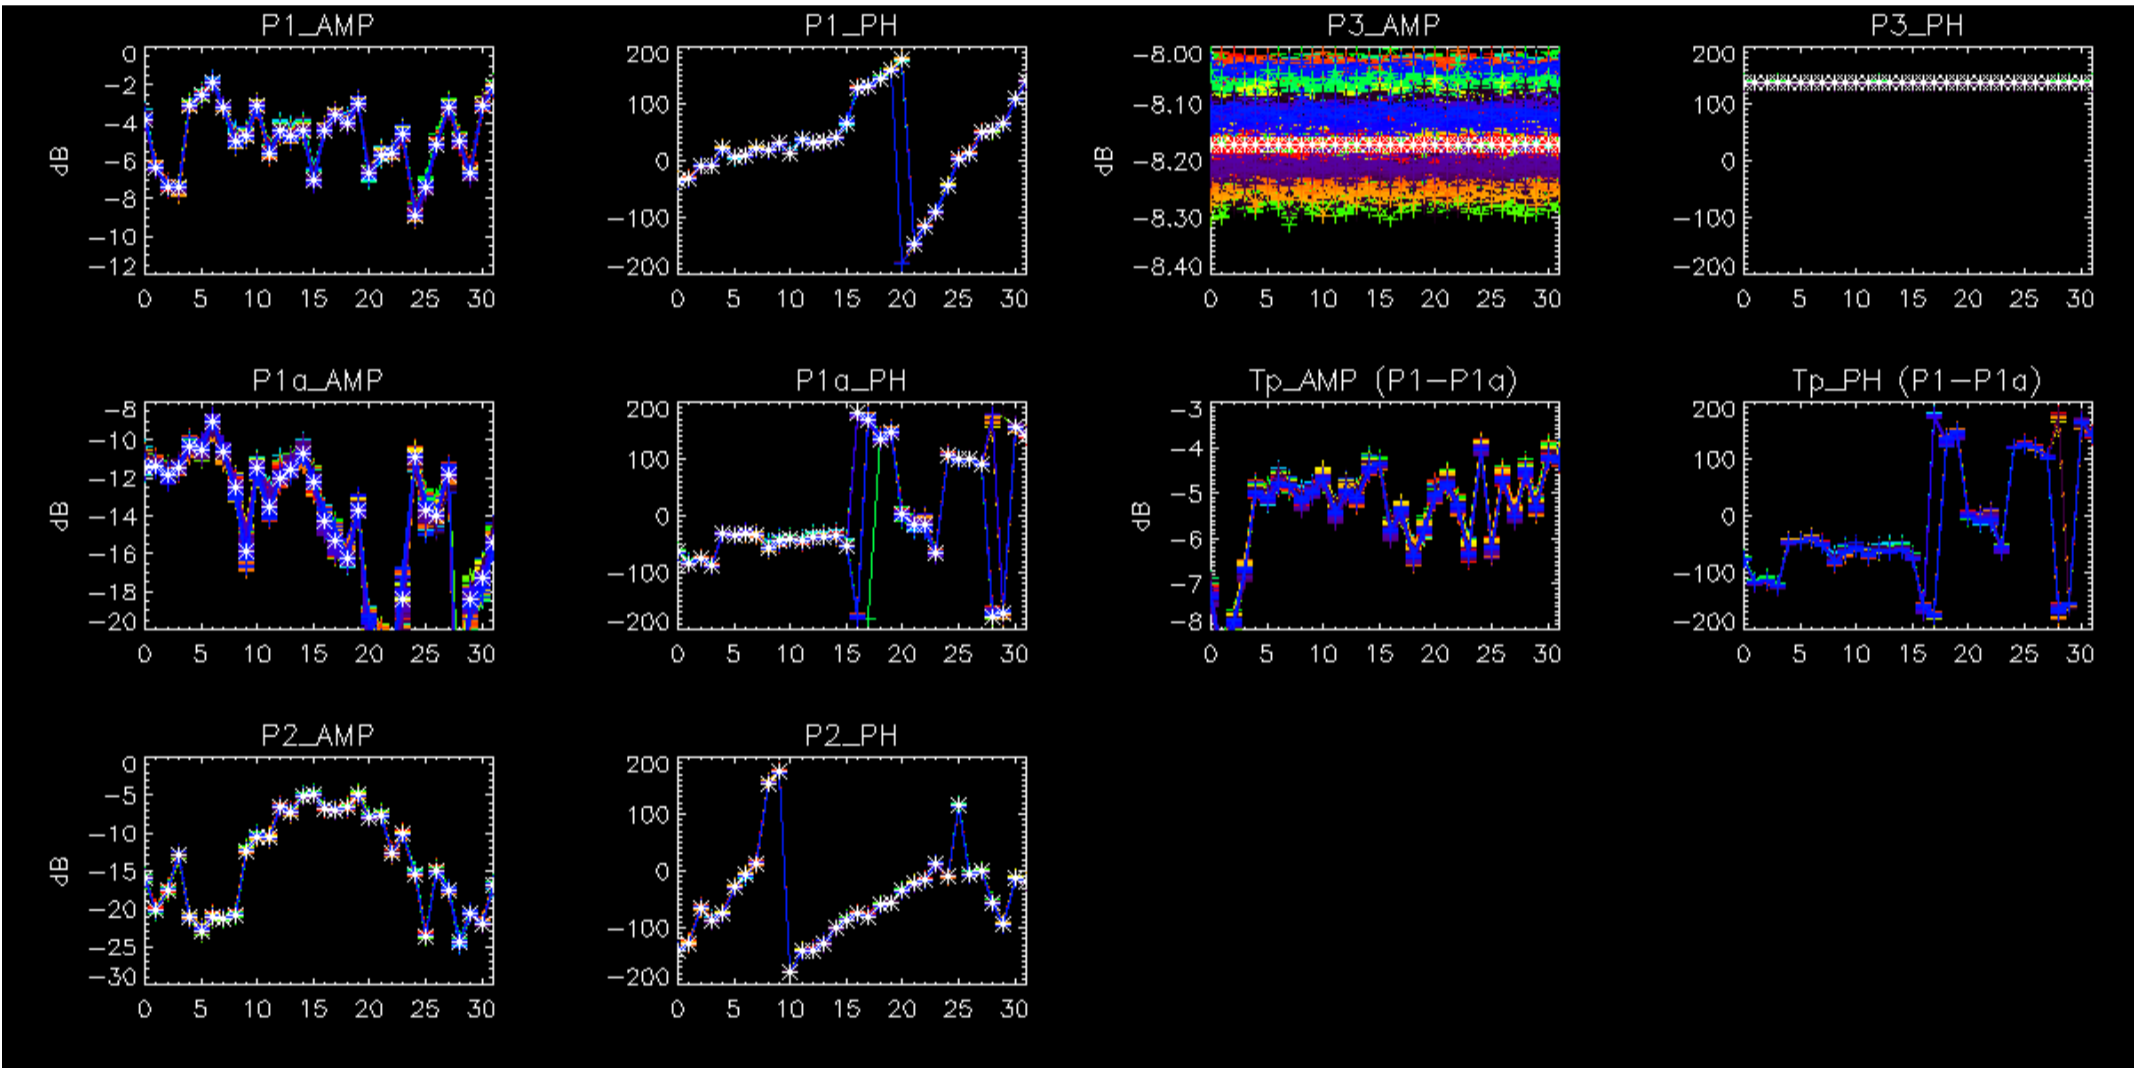 P1_AMP
P1_PH
P3_AMP
P3_PH
dB
0
-2
-4
-6
-8
-10
-12
0 5 10 15 20 25 30
200
100
0
-100
-200
0 5 10 15 20 25 30
dB
-8.00
-8.10
-8.20
-8.30
-8.40
0 5 10 15 20 25 30
200
100
0
-100
-200
0 5 10 15 20 25 30
P1a_AMP
P1a_PH
Tp_AMP (P1-P1a)
Tp_PH (P1-P1a)
dB
-8
-10
-12
-14
-16
-18
-20
0 5 10 15 20 25 30
200
100
0
-100
-200
0 5 10 15 20 25 30
dB
-3
-4
-5
-6
-7
-8
0 5 10 15 20 25 30
200
100
0
-100
-200
0 5 10 15 20 25 30
P2_AMP
P2_PH
dB
0
-5
-10
-15
-20
-25
-30
0 5 10 15 20 25 30
200
100
0
-100
-200
0 5 10 15 20 25 30